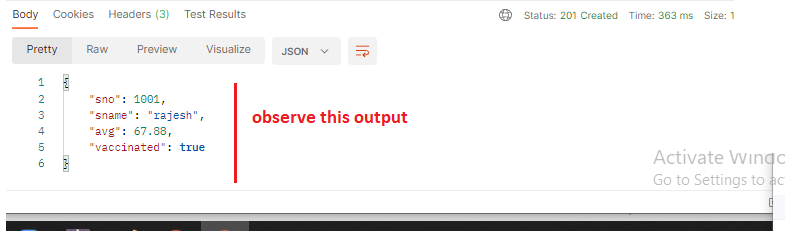 Body Cookies Headers (3) Test Results Status: 201 Created Time: 363 ms Size: 1
Pretty Raw Preview Visualize JSON
1 {
2 "sno": 1001,
3 "sname": "rajesh",
4 "avg": 67.88,
5 "vaccinated": true
6 }
observe this output
Activate Windo
Go to Settings to ac